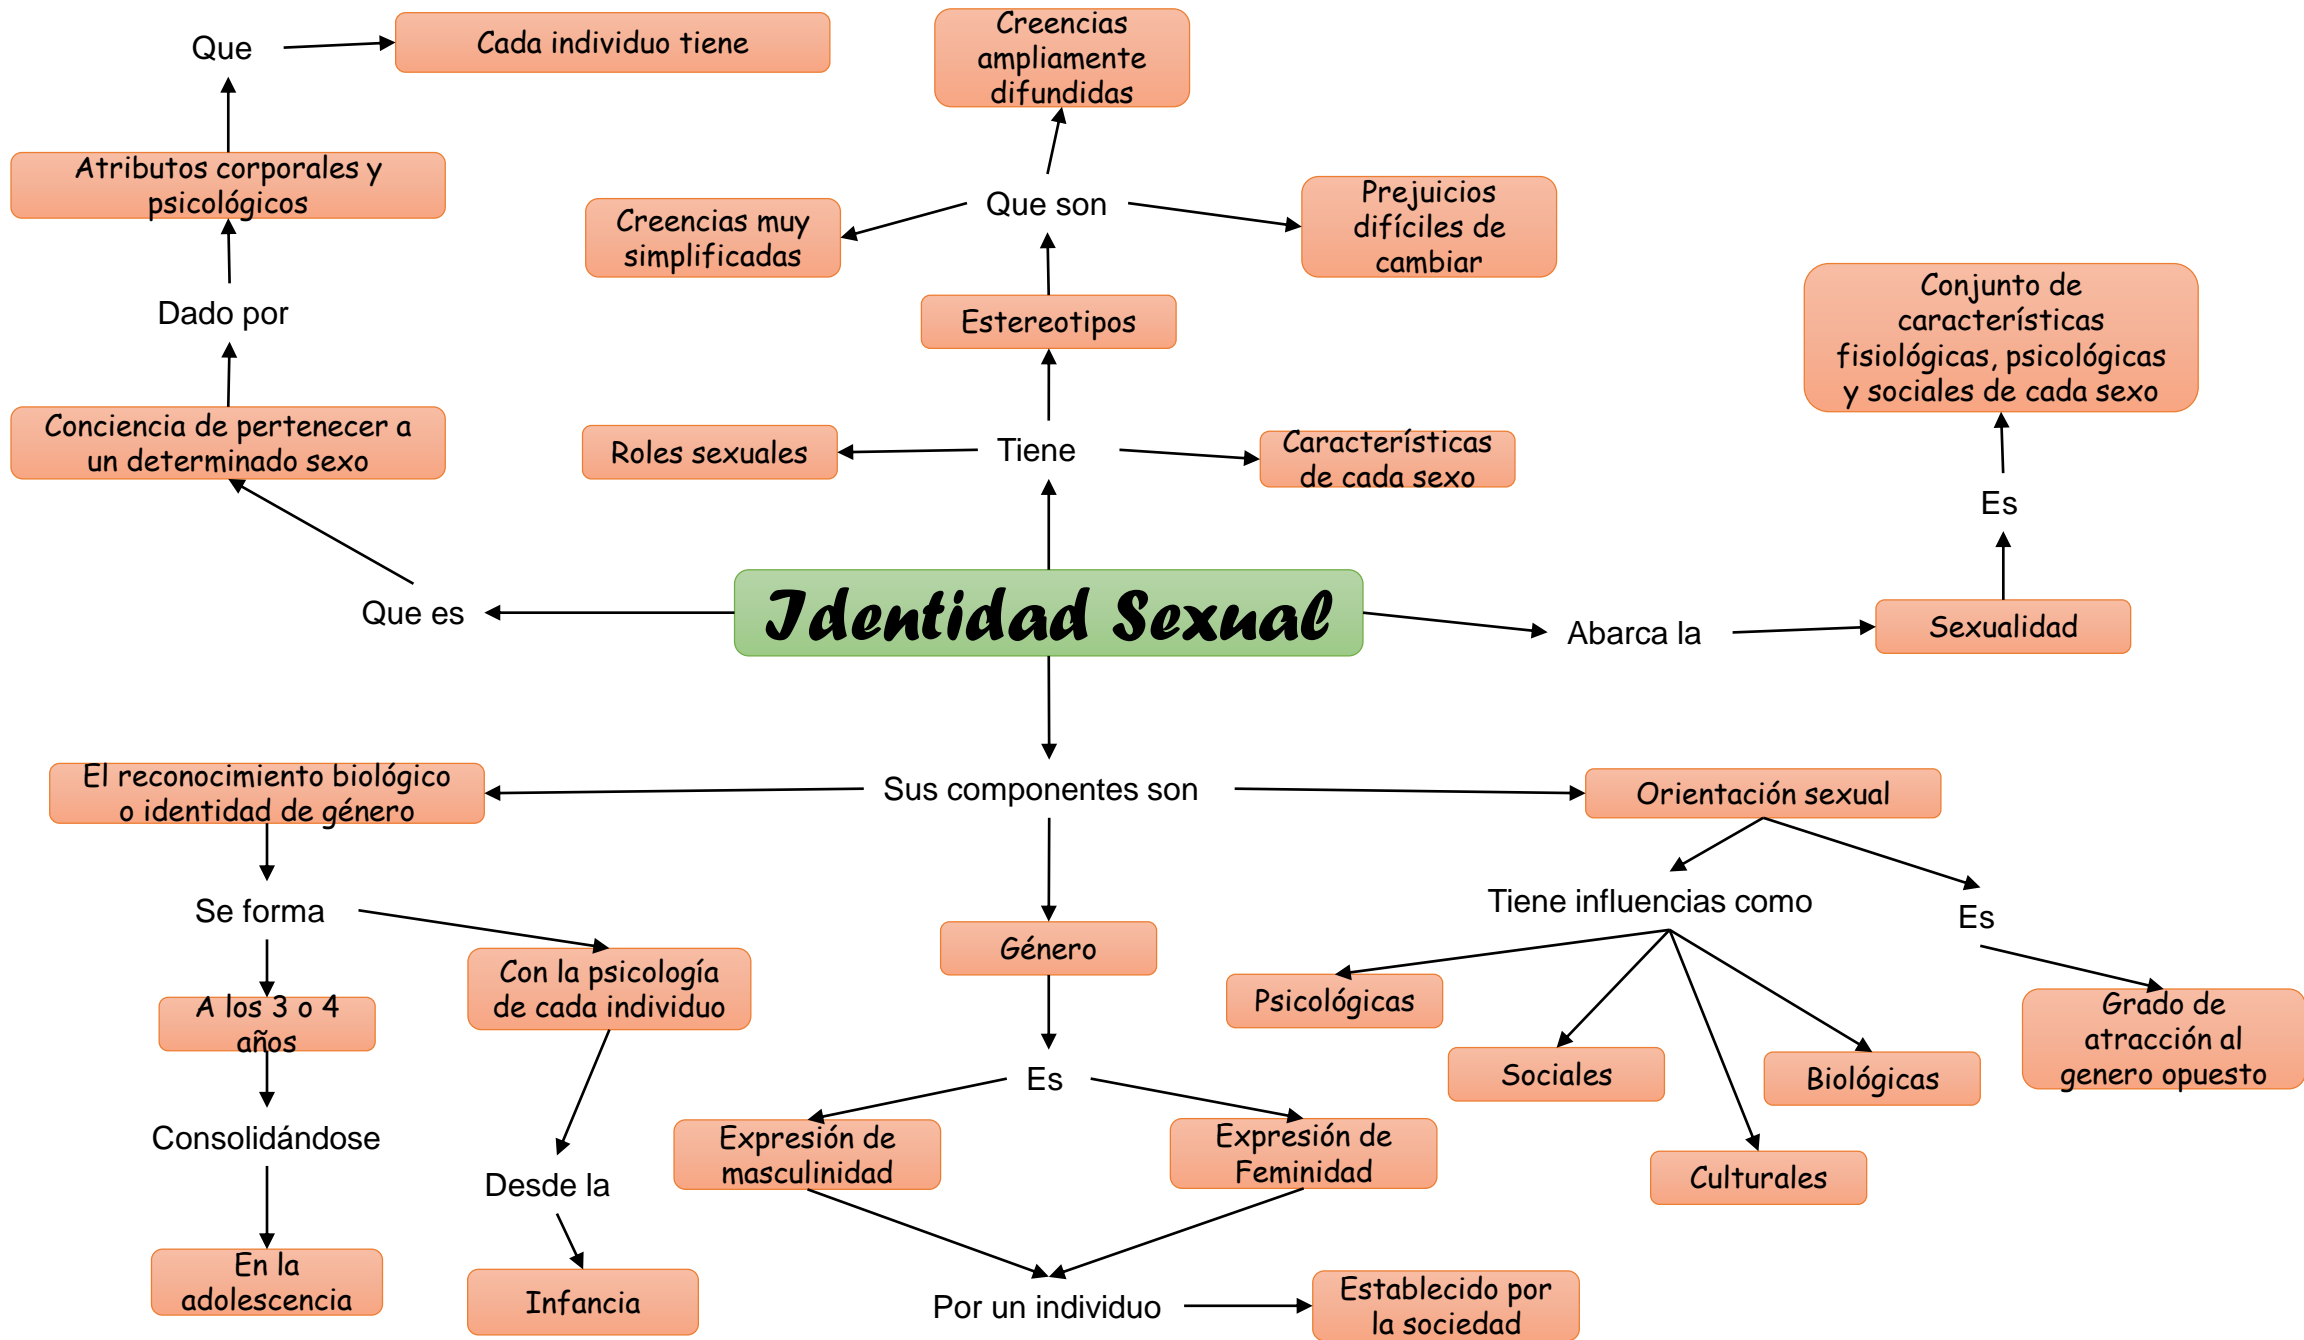 Que
Cada individuo tiene
Creencias
ampliamente
difundidas
Atributos corporales y
psicológicos
Creencias muy
simplificadas
Que son
Prejuicios
difíciles de
cambiar
Dado por
Estereotipos
Conjunto de
características
fisiológicas, psicológicas
y sociales de cada sexo
Conciencia de pertenecer a
un determinado sexo
Roles sexuales
Tiene
Características
de cada sexo
Es
Que es
Identidad Sexual
Abarca la
Sexualidad
El reconocimiento biológico
o identidad de género
Sus componentes son
Orientación sexual
Se forma
Tiene influencias como
Es
Con la psicología
de cada individuo
Género
Psicológicas
A los 3 o 4
años
Grado de
atracción al
genero opuesto
Sociales
Biológicas
Es
Consolidándose
Expresión de
masculinidad
Expresión de
Feminidad
Culturales
Desde la
En la
adolescencia
Infancia
Por un individuo
Establecido por
la sociedad